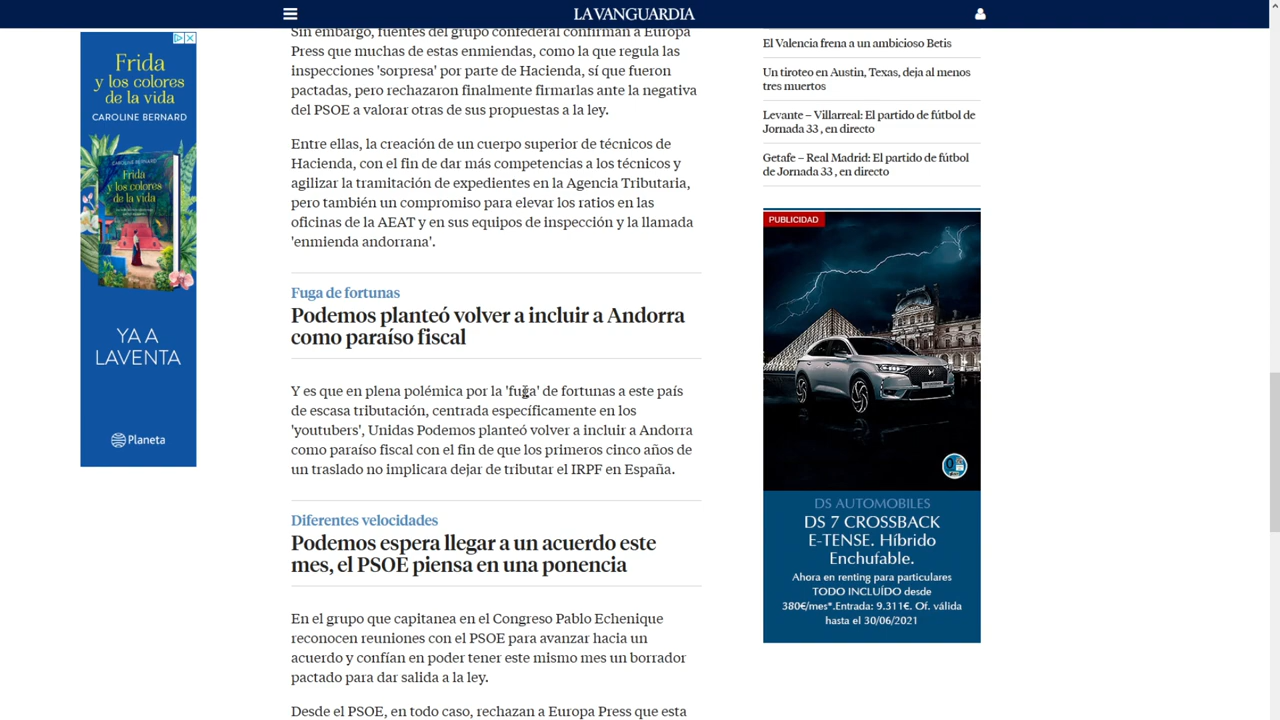 LA VANGUARDIA
Frida
y los colores
de la vida
CAROLINE BERNARD
Frida
y los colores
de la vida
YA A
LA VENTA
Planeta
Sin embargo, fuentes del grupo confederal confirman a Europa
Press que muchas de estas enmiendas, como la que regula las
inspecciones 'sorpresa' por parte de Hacienda, sí que fueron
pactadas, pero rechazaron finalmente firmarlas ante la negativa
del PSOE a valorar otras de sus propuestas a la ley.
Entre ellas, la creación de un cuerpo superior de técnicos de
Hacienda, con el fin de dar más competencias a los técnicos y
agilizar la tramitación de expedientes en la Agencia Tributaria,
pero también un compromiso para elevar los ratios en las
oficinas de la AEAT y en sus equipos de inspección y la llamada
'enmienda andorrana'.
Fuga de fortunas
Podemos planteó volver a incluir a Andorra
como paraíso fiscal
Y es que en plena polémica por la 'fuga' de fortunas a este país
de escasa tributación, centrada específicamente en los
'youtubers', Unidas Podemos planteó volver a incluir a Andorra
como paraíso fiscal con el fin de que los primeros cinco años de
un traslado no implicara dejar de tributar el IRPF en España.
Diferentes velocidades
Podemos espera llegar a un acuerdo este
mes, el PSOE piensa en una ponencia
En el grupo que capitanea en el Congreso Pablo Echenique
reconocen reuniones con el PSOE para avanzar hacia un
acuerdo y confían en poder tener este mismo mes un borrador
pactado para dar salida a la ley.
Desde el PSOE, en todo caso, rechazan a Europa Press que esta
El Valencia frena a un ambicioso Betis
Un tiroteo en Austin, Texas, deja al menos
tres muertos
Levante – Villarreal: El partido de fútbol de
Jornada 33 , en directo
Getafe – Real Madrid: El partido de fútbol
de Jornada 33 , en directo
PUBLICIDAD
DS AUTOMOBILES
DS 7 CROSSBACK
E-TENSE. Híbrido
Enchufable.
Ahora en renting para particulares
TODO INCLUÍDO desde
380€/mes*.Entrada: 9.311€. Of. válida
hasta el 30/06/2021